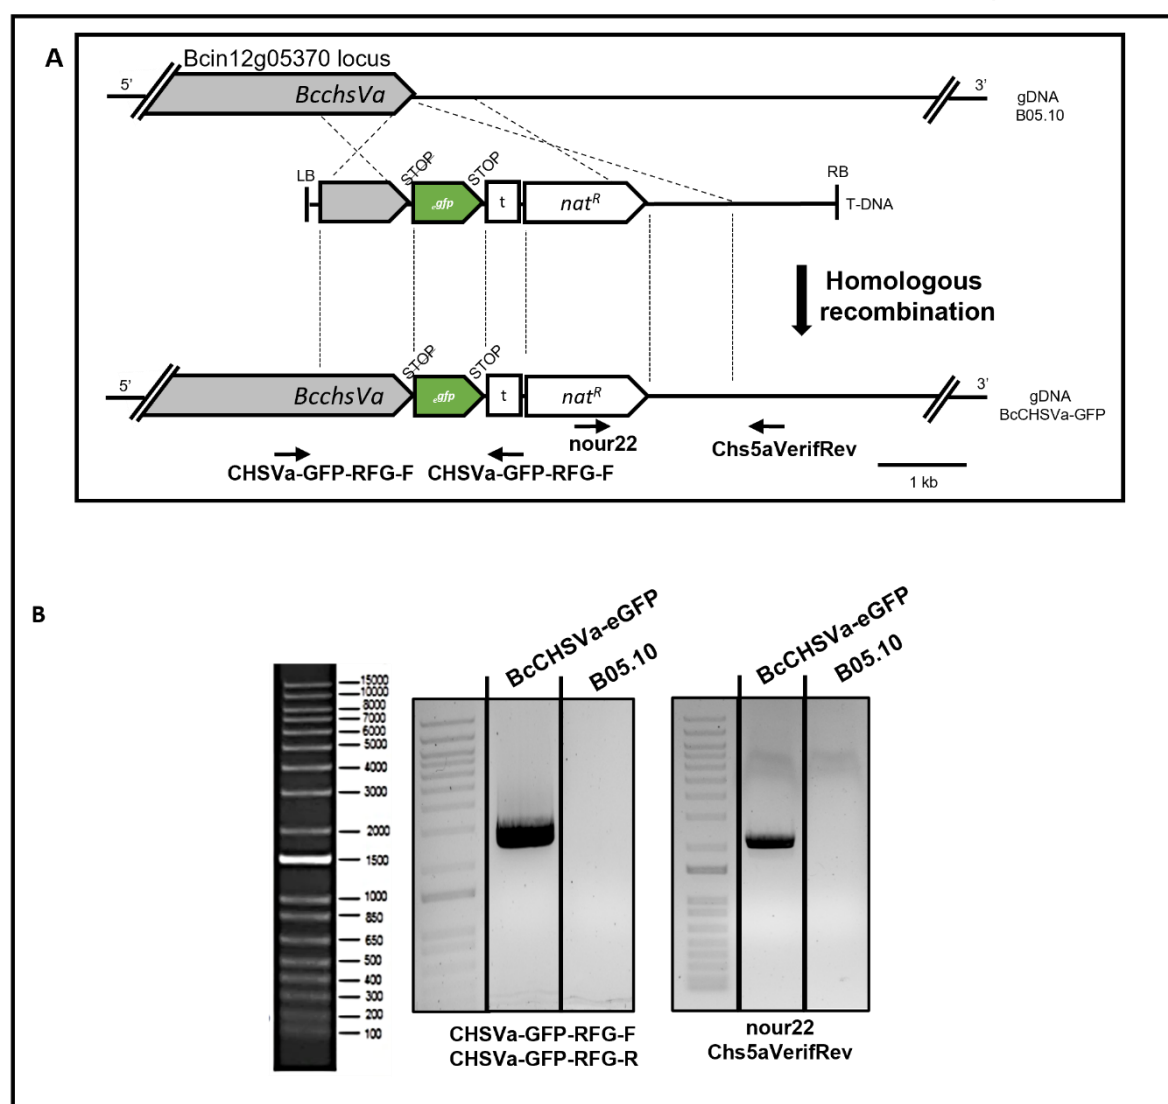 A
Bcin12g05370 locus
5’
BcchsVa
3’
gDNA
B05.10
LB
STOP
STOP
RB
egfp
t
natR
T-DNA
Homologous
recombination
5’
BcchsVa
STOP
STOP
egfp
t
natR
3’
gDNA
BcCHSVa-GFP
nour22
Chs5aVerifRev
CHSVa-GFP-RFG-F
CHSVa-GFP-RFG-F
1 kb
B
15000
10000
8000
7000
6000
5000
4000
3000
2000
1500
1000
850
650
500
400
300
200
100
BcCHSVa-eGFP
B05.10
CHSVa-GFP-RFG-F
CHSVa-GFP-RFG-R
BcCHSVa-eGFP
B05.10
nour22
Chs5aVerifRev